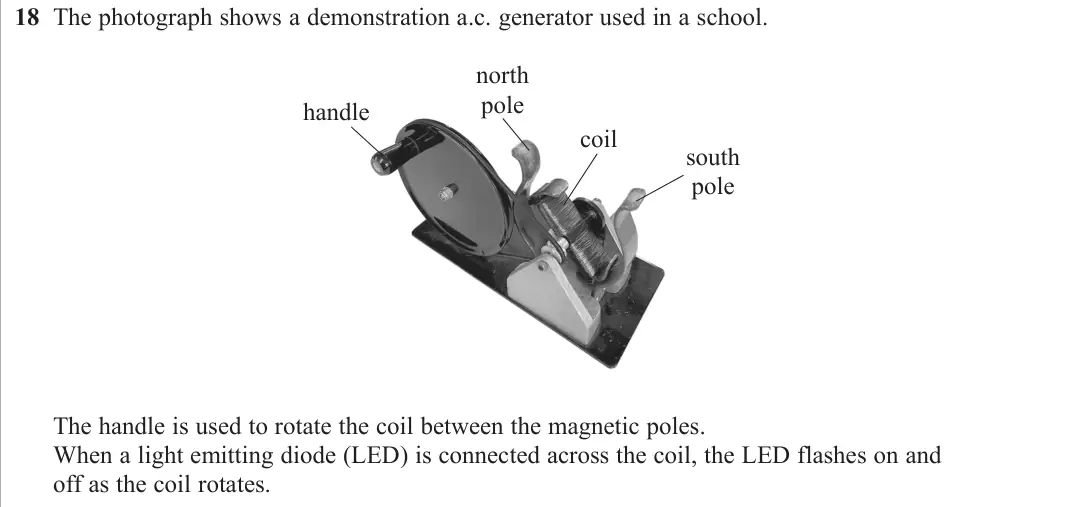 18 The photograph shows a demonstration a.c. generator used in a school.
north
pole
handle
coil
south
pole
The handle is used to rotate the coil between the magnetic poles.
When a light emitting diode (LED) is connected across the coil, the LED flashes on and
off as the coil rotates.